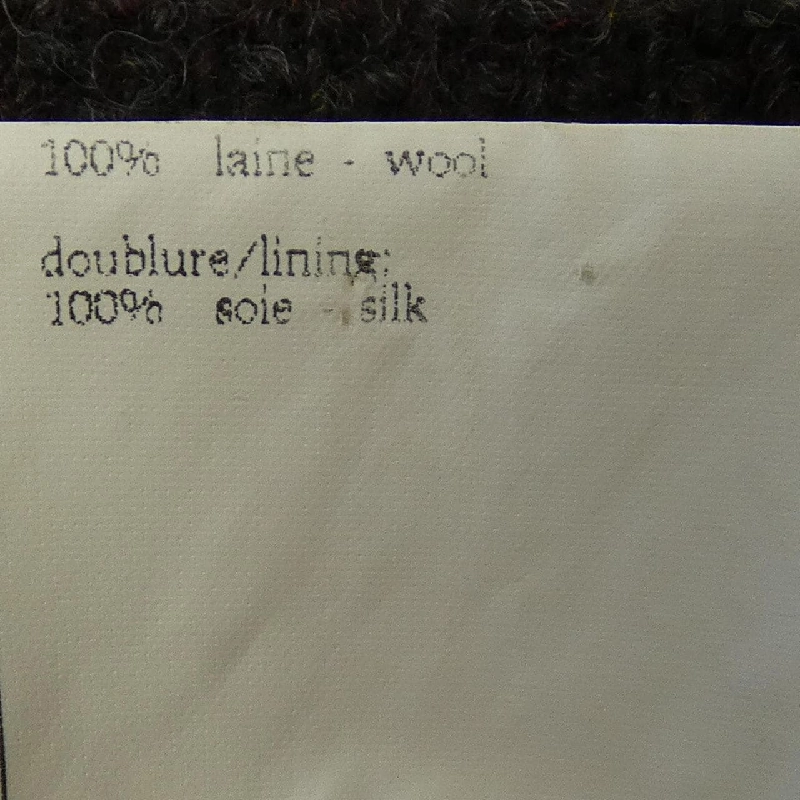 100% laine - wool
doublure/lining:
100% soie - silk